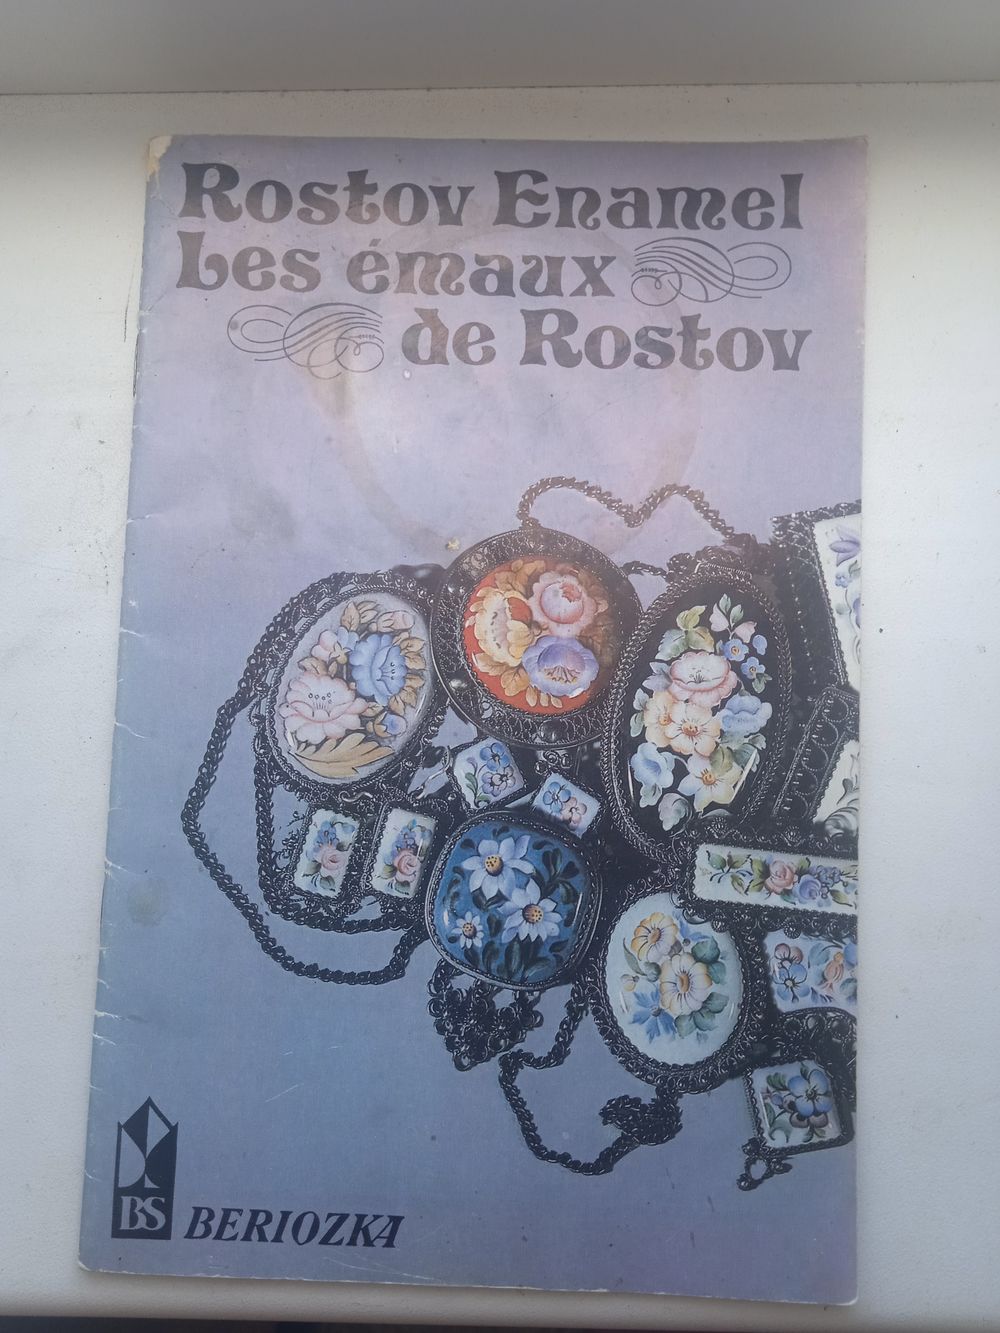 Rostov Enamel
Les émaux
de Rostov
BS
BERIOZKA